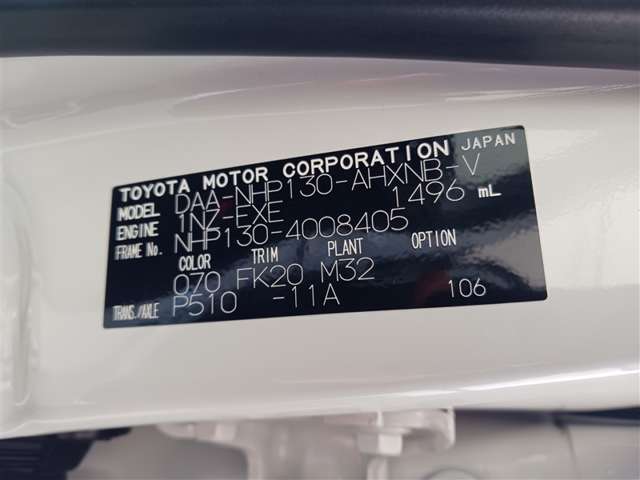 TOYOTA MOTOR CORPORATION JAPAN
MODEL DAA-NHP130-AHXNB-V
ENGINE 1NZ-EXE 1496 mL
FRAME No. NHP130-4008405
COLOR TRIM PLANT OPTION
070 FK20 M32
TRANS./AXLE P510 -11A 106